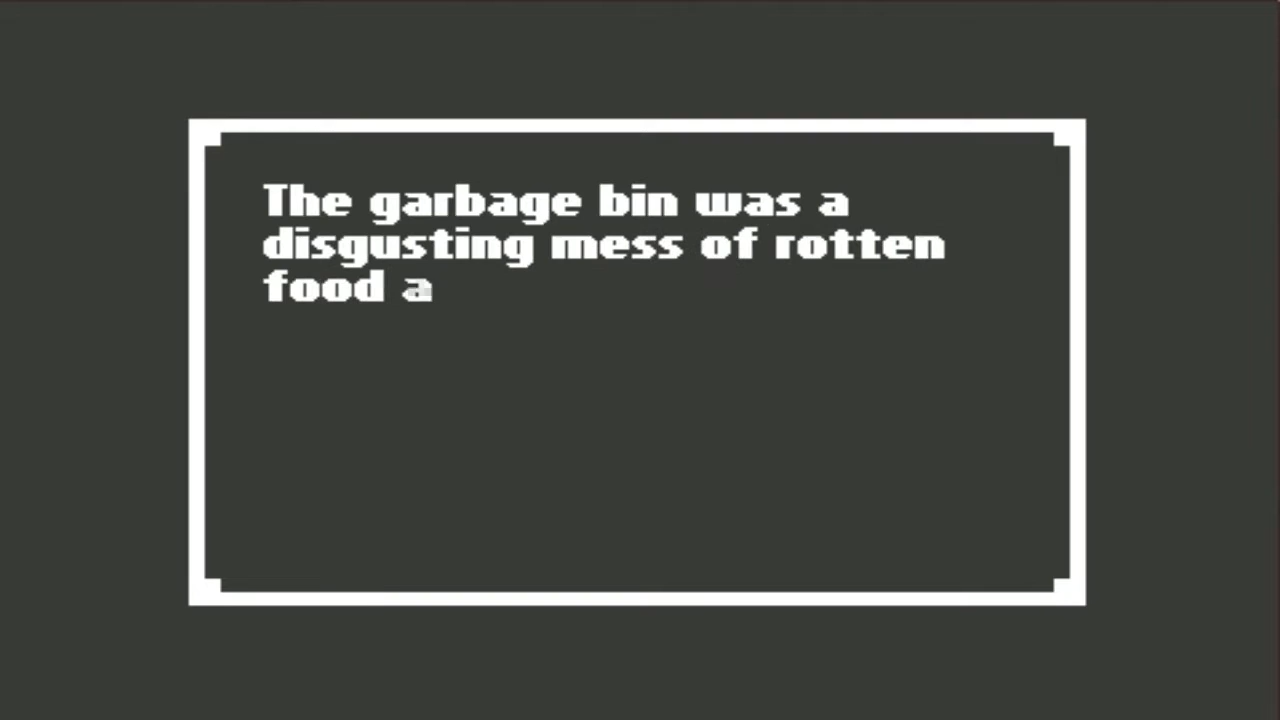 The garbage bin was a
disgusting mess of rotten
food a